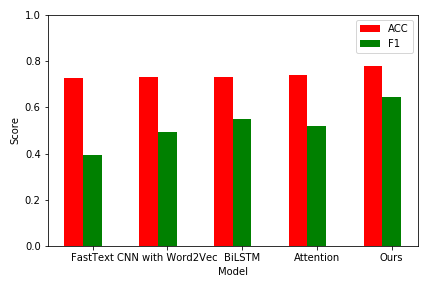 1.0
0.8
0.6
0.4
0.2
0.0
Score
ACC
F1
FastText CNN with Word2Vec BiLSTM Attention Ours
Model